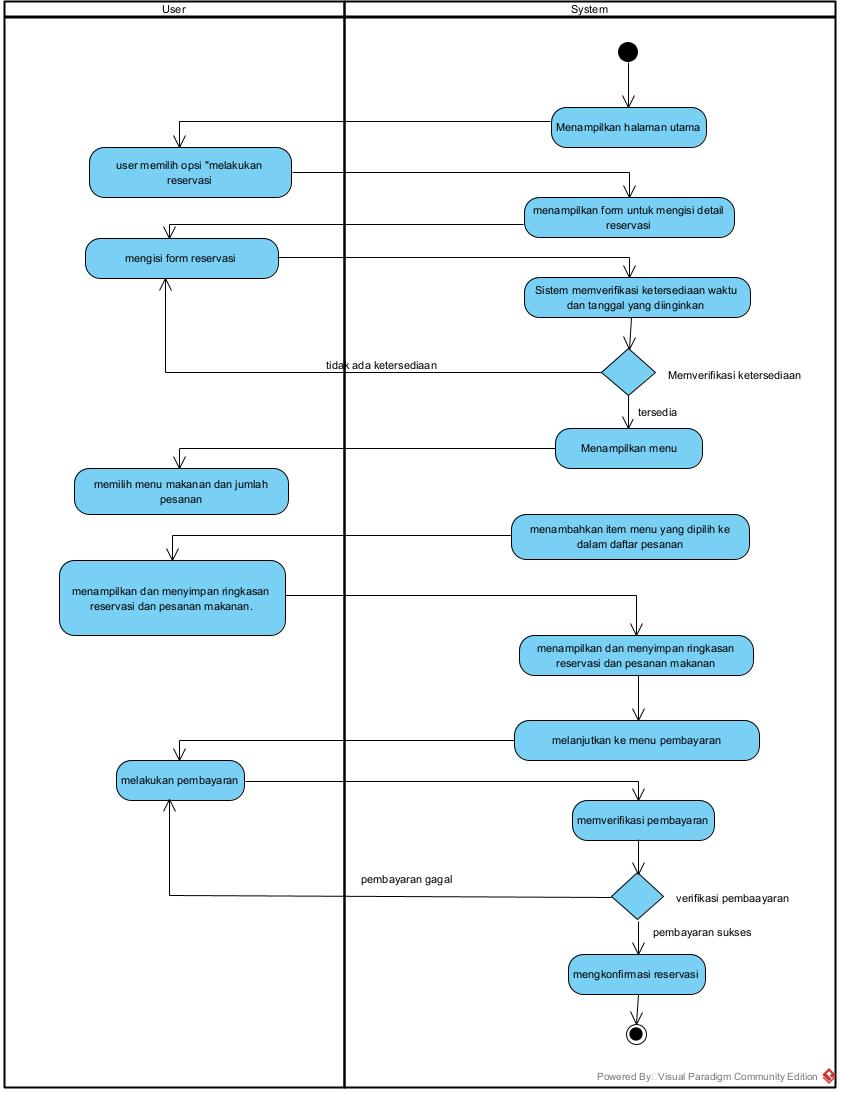 User
System
Menampilkan halaman utama
user memilih opsi "melakukan
reservasi
menampilkan form untuk mengisi detail
reservasi
mengisi form reservasi
Sistem memverifikasi ketersediaan waktu
dan tanggal yang diinginkan
tidak ada ketersediaan
Memverifikasi ketersediaan
tersedia
Menampilkan menu
memilih menu makanan dan jumlah
pesanan
menambahkan item menu yang dipilih ke
dalam daftar pesanan
menampilkan dan menyimpan ringkasan
reservasi dan pesanan makanan.
menampilkan dan menyimpan ringkasan
reservasi dan pesanan makanan
melanjutkan ke menu pembayaran
melakukan pembayaran
memverifikasi pembayaran
pembayaran gagal
verifikasi pembaayaran
pembayaran sukses
mengkonfirmasi reservasi
Powered By Visual Paradigm Community Edition